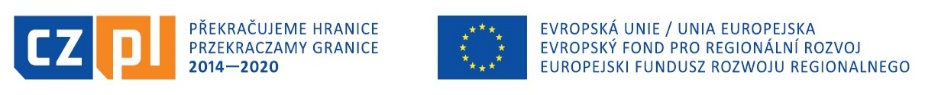 cz pl
PŘEKRAČUJEME HRANICE
PRZEKRACZAMY GRANICE
2014—2020
EVROPSKÁ UNIE / UNIA EUROPEJSKA
EVROPSKÝ FOND PRO REGIONÁLNÍ ROZVOJ
EUROPEJSKI FUNDUSZ ROZWOJU REGIONALNEGO